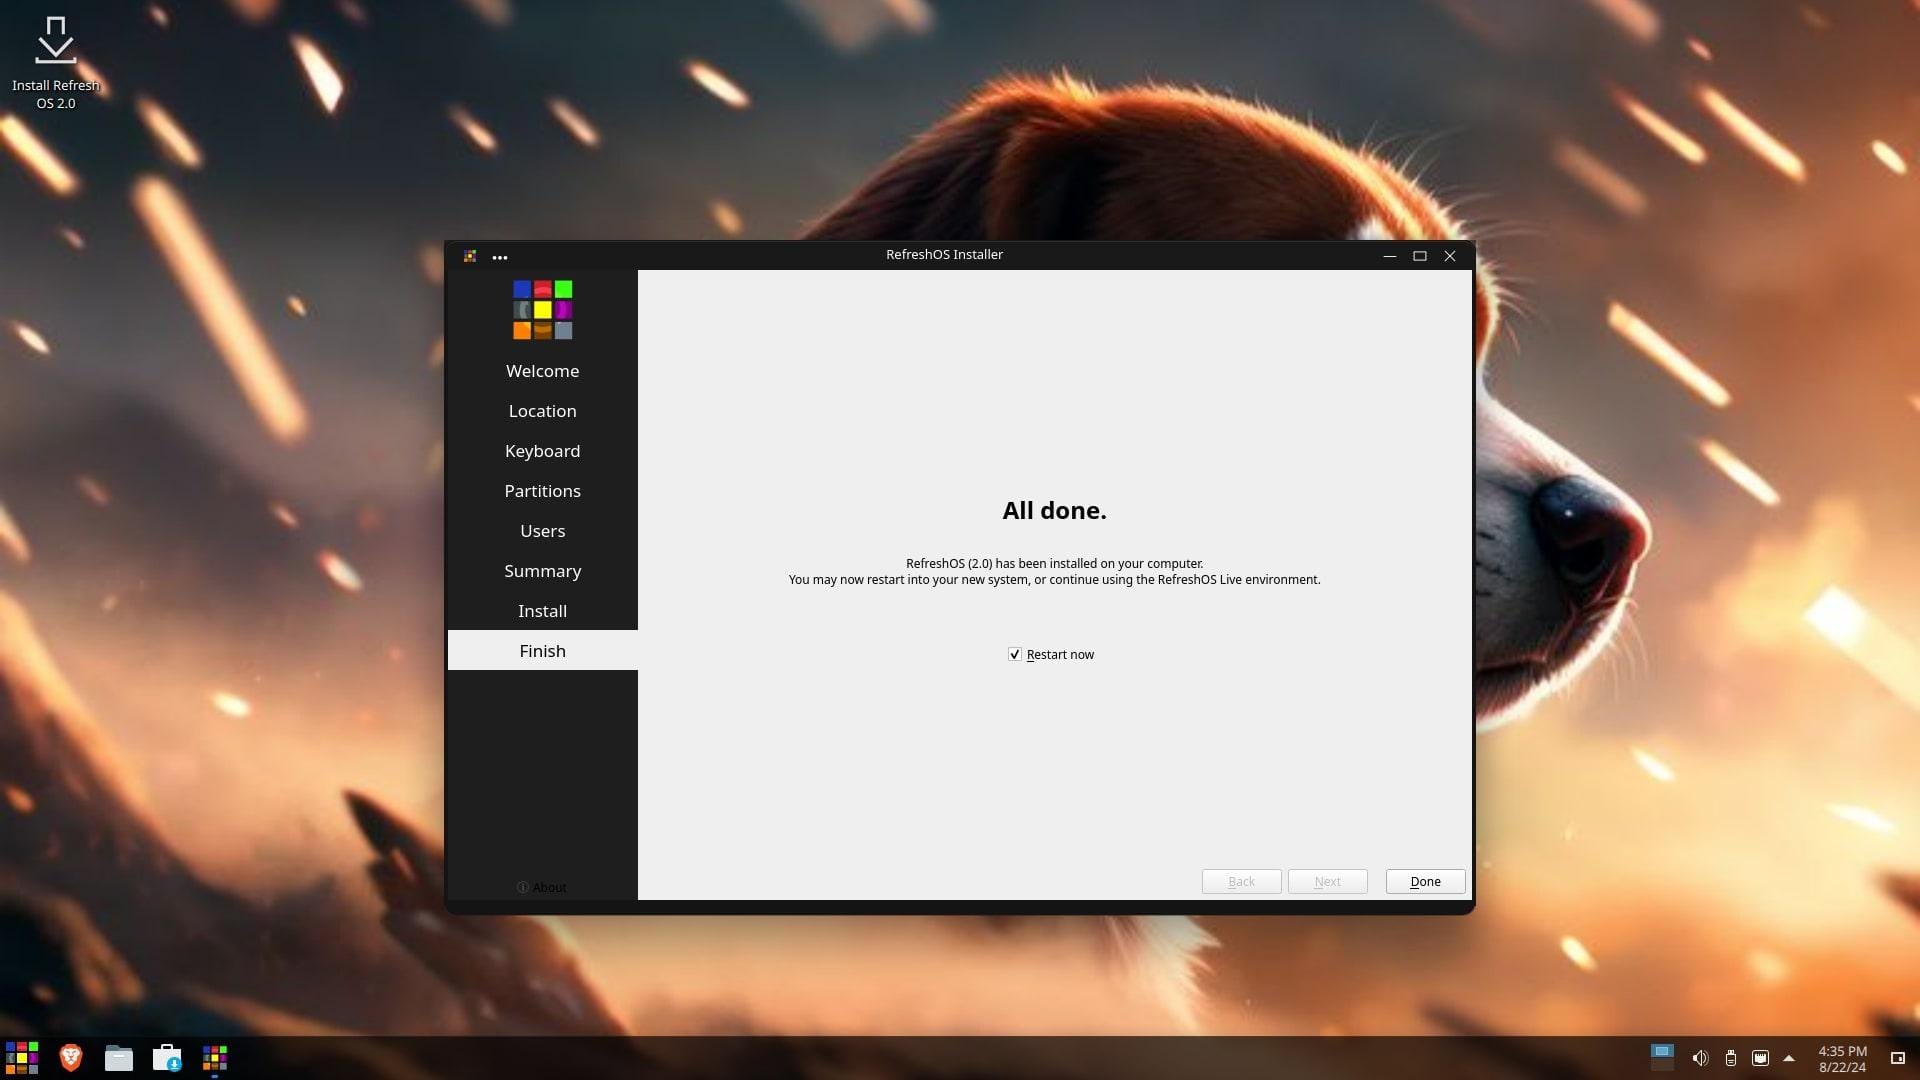 Install Refresh
OS 2.0
RefreshOS Installer
Welcome
Location
Keyboard
Partitions
Users
Summary
Install
Finish
About
All done.
RefreshOS (2.0) has been installed on your computer.
You may now restart into your new system, or continue using the RefreshOS Live environment.
Restart now
Back
Next
Done
4:35 PM
8/22/24